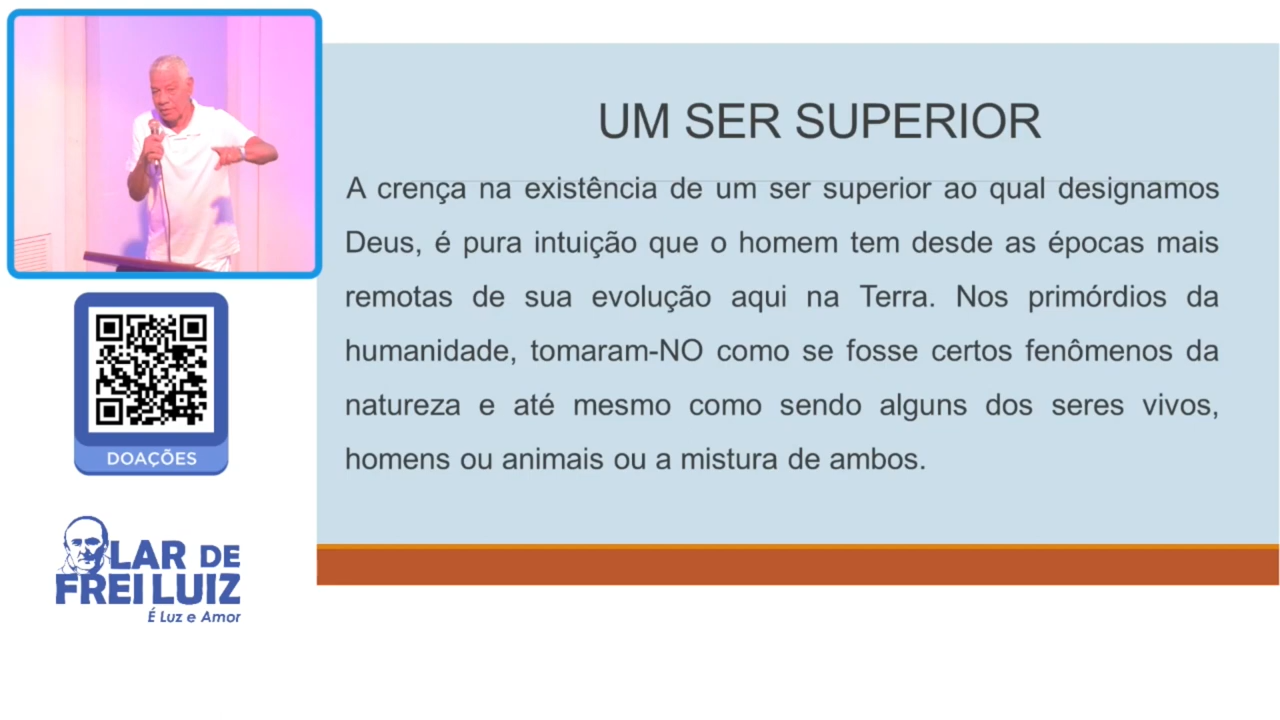 UM SER SUPERIOR
A crença na existência de um ser superior ao qual designamos
Deus, é pura intuição que o homem tem desde as épocas mais
remotas de sua evolução aqui na Terra. Nos primórdios da
humanidade, tomaram-NO como se fosse certos fenômenos da
natureza e até mesmo como sendo alguns dos seres vivos,
homens ou animais ou a mistura de ambos.
DOAÇÕES
LAR DE
FREI LUIZ
É Luz e Amor